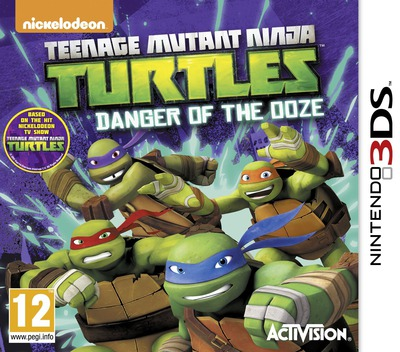 nickelodeon
TEENAGE MUTANT NINJA
TURTLES
DANGER OF THE OOZE
BASED
ON THE HIT
NICKELODEON
TV SHOW
TEENAGE MUTANT NINJA
TURTLES
NINTENDO 3DS
12
www.pegi.info
ACTIVISION